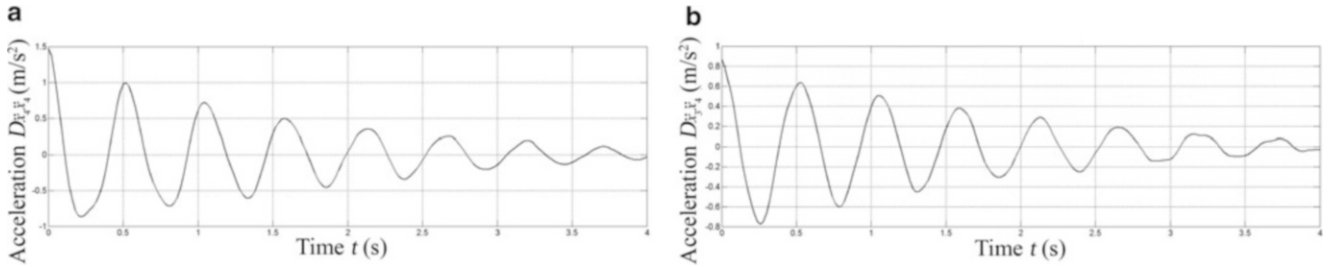 a
Acceleration Dẍ₄ẍ₄ (m/s²)
1.5
1
0.5
0
-0.5
-1
0 0.5 1 1.5 2 2.5 3 3.5 4
Time t (s)
b
Acceleration Dẍ₃ẍ₄ (m/s²)
1
0.8
0.6
0.4
0.2
0
-0.2
-0.4
-0.6
-0.8
0 0.5 1 1.5 2 2.5 3 3.5 4
Time t (s)